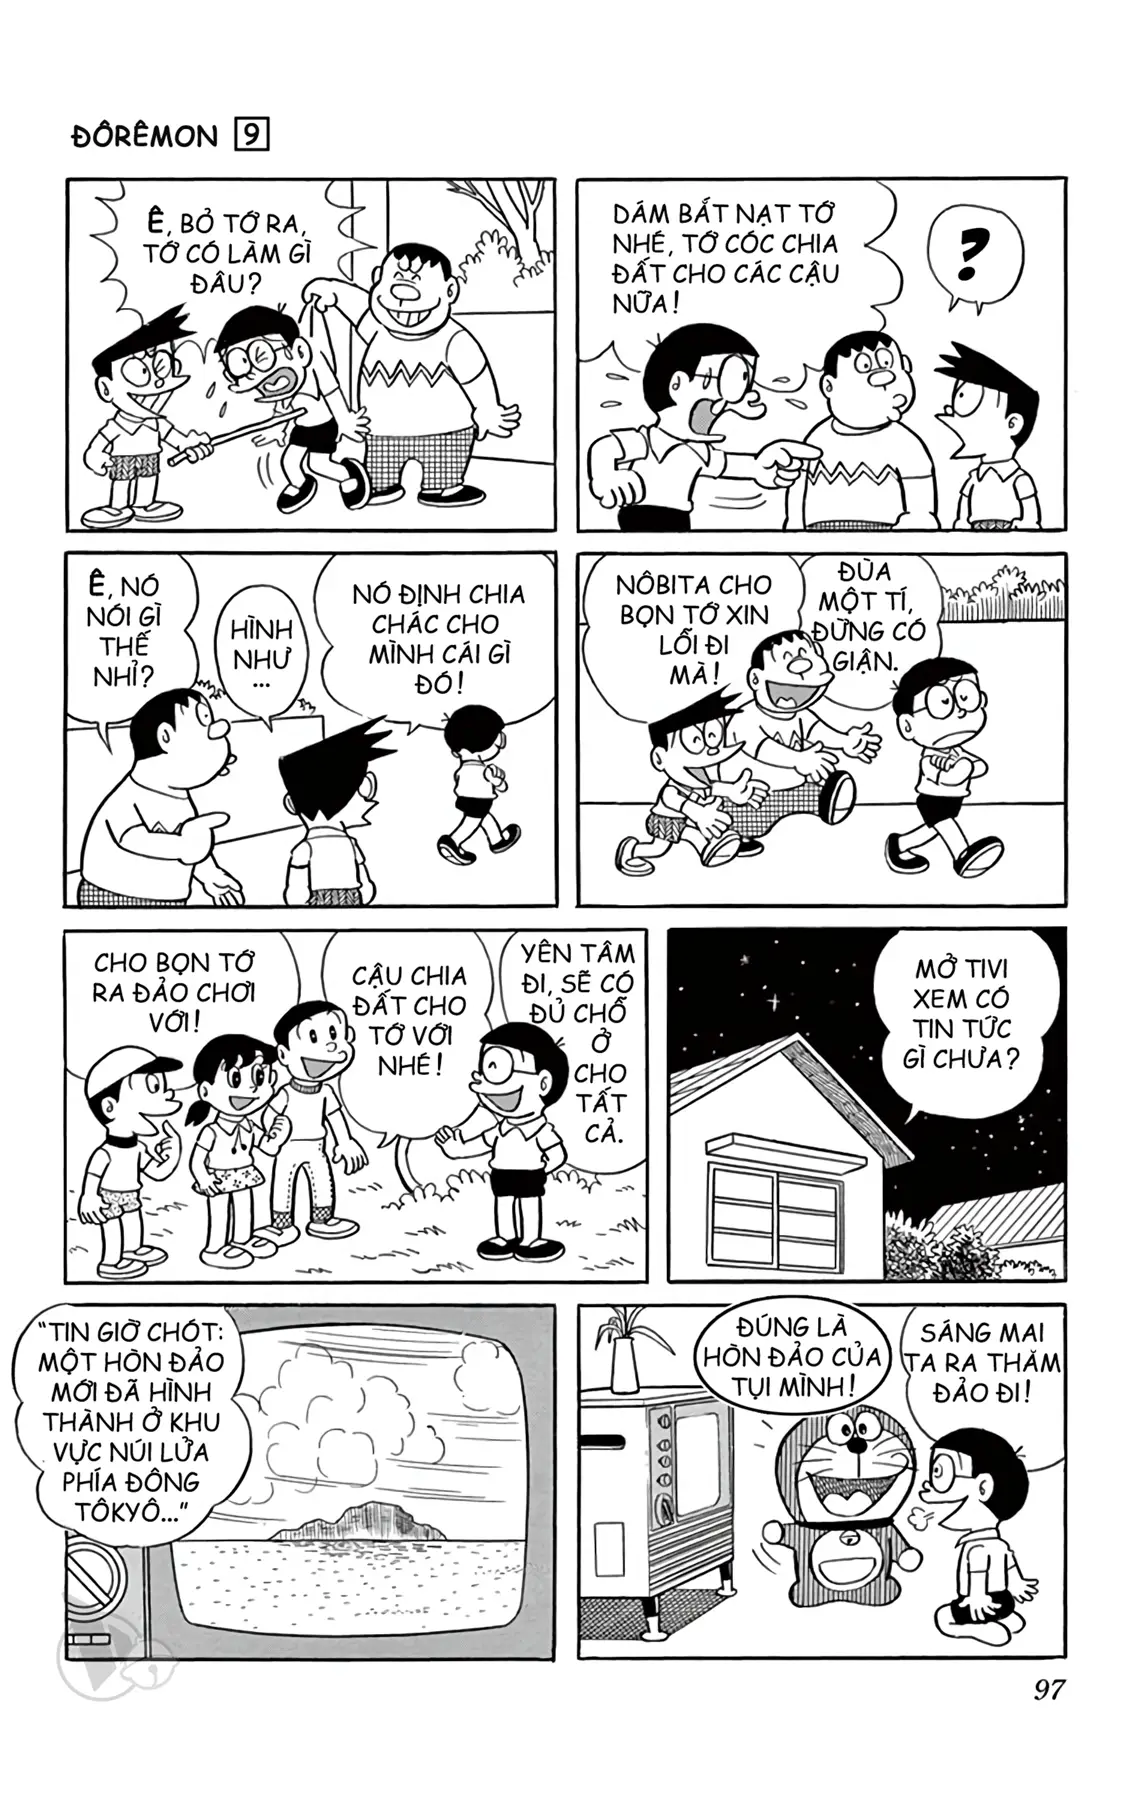 ĐÔRÊMON 9
Ê, BỎ TỚ RA,
TỚ CÓ LÀM GÌ
ĐÂU?
DÁM BẮT NẠT TỚ
NHÉ, TỚ CÓC CHIA
ĐẤT CHO CÁC CẬU
NỮA!
?
Ê, NÓ
NÓI GÌ
THẾ
NHỈ?
HÌNH
NHƯ
...
NÓ ĐỊNH CHIA
CHÁC CHO
MÌNH CÁI GÌ
ĐÓ!
NÔBITA CHO
BỌN TỚ XIN
LỖI ĐI
MÀ!
ĐÙA
MỘT TÍ,
ĐỪNG CÓ
GIẬN.
CHO BỌN TỚ
RA ĐẢO CHƠI
VỚI!
CẬU CHIA
ĐẤT CHO
TỚ VỚI
NHÉ!
YÊN TÂM
ĐI, SẼ CÓ
ĐỦ CHỖ
Ở
CHO
TẤT
CẢ.
MỞ TIVI
XEM CÓ
TIN TỨC
GÌ CHƯA?
"TIN GIỜ CHÓT:
MỘT HÒN ĐẢO
MỚI ĐÃ HÌNH
THÀNH Ở KHU
VỰC NÚI LỬA
PHÍA ĐÔNG
TÔKYÔ..."
ĐÚNG LÀ
HÒN ĐẢO CỦA
TỤI MÌNH!
SÁNG MAI
TA RA THĂM
ĐẢO ĐI!
97